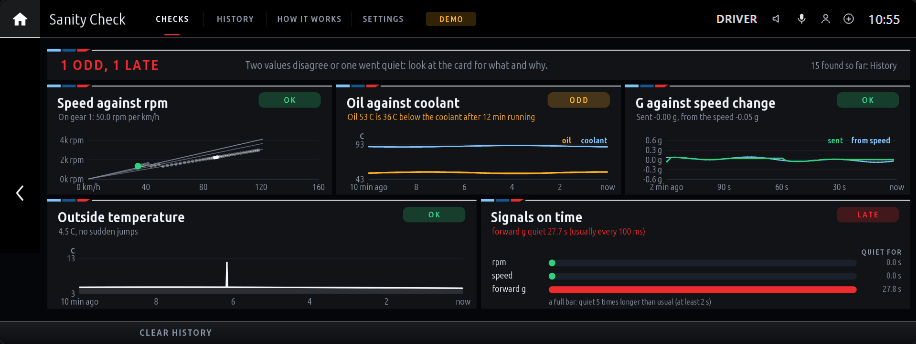 Sanity Check
CHECKS
HISTORY
HOW IT WORKS
SETTINGS
DEMO
DRIVER
10:55
1 ODD, 1 LATE
Two values disagree or one went quiet: look at the card for what and why.
15 found so far: History
Speed against rpm
OK
On gear 1: 50.0 rpm per km/h
4k rpm
2k rpm
0k rpm
0 km/h
40
80
120
160
Oil against coolant
ODD
Oil 53 C is 36 C below the coolant after 12 min running
C
oil
coolant
93
43
10 min ago
8
6
4
2
now
G against speed change
OK
Sent -0.00 g, from the speed -0.05 g
sent
from speed
0.6 g
0.3 g
0.0 g
-0.3 g
-0.6 g
2 min ago
90 s
60 s
30 s
now
Outside temperature
OK
4.5 C, no sudden jumps
C
13
3
10 min ago
8
6
4
2
now
Signals on time
LATE
forward g quiet 27.7 s (usually every 100 ms)
QUIET FOR
rpm
0.0 s
speed
0.0 s
forward g
27.8 s
a full bar: quiet 5 times longer than usual (at least 2 s)
CLEAR HISTORY